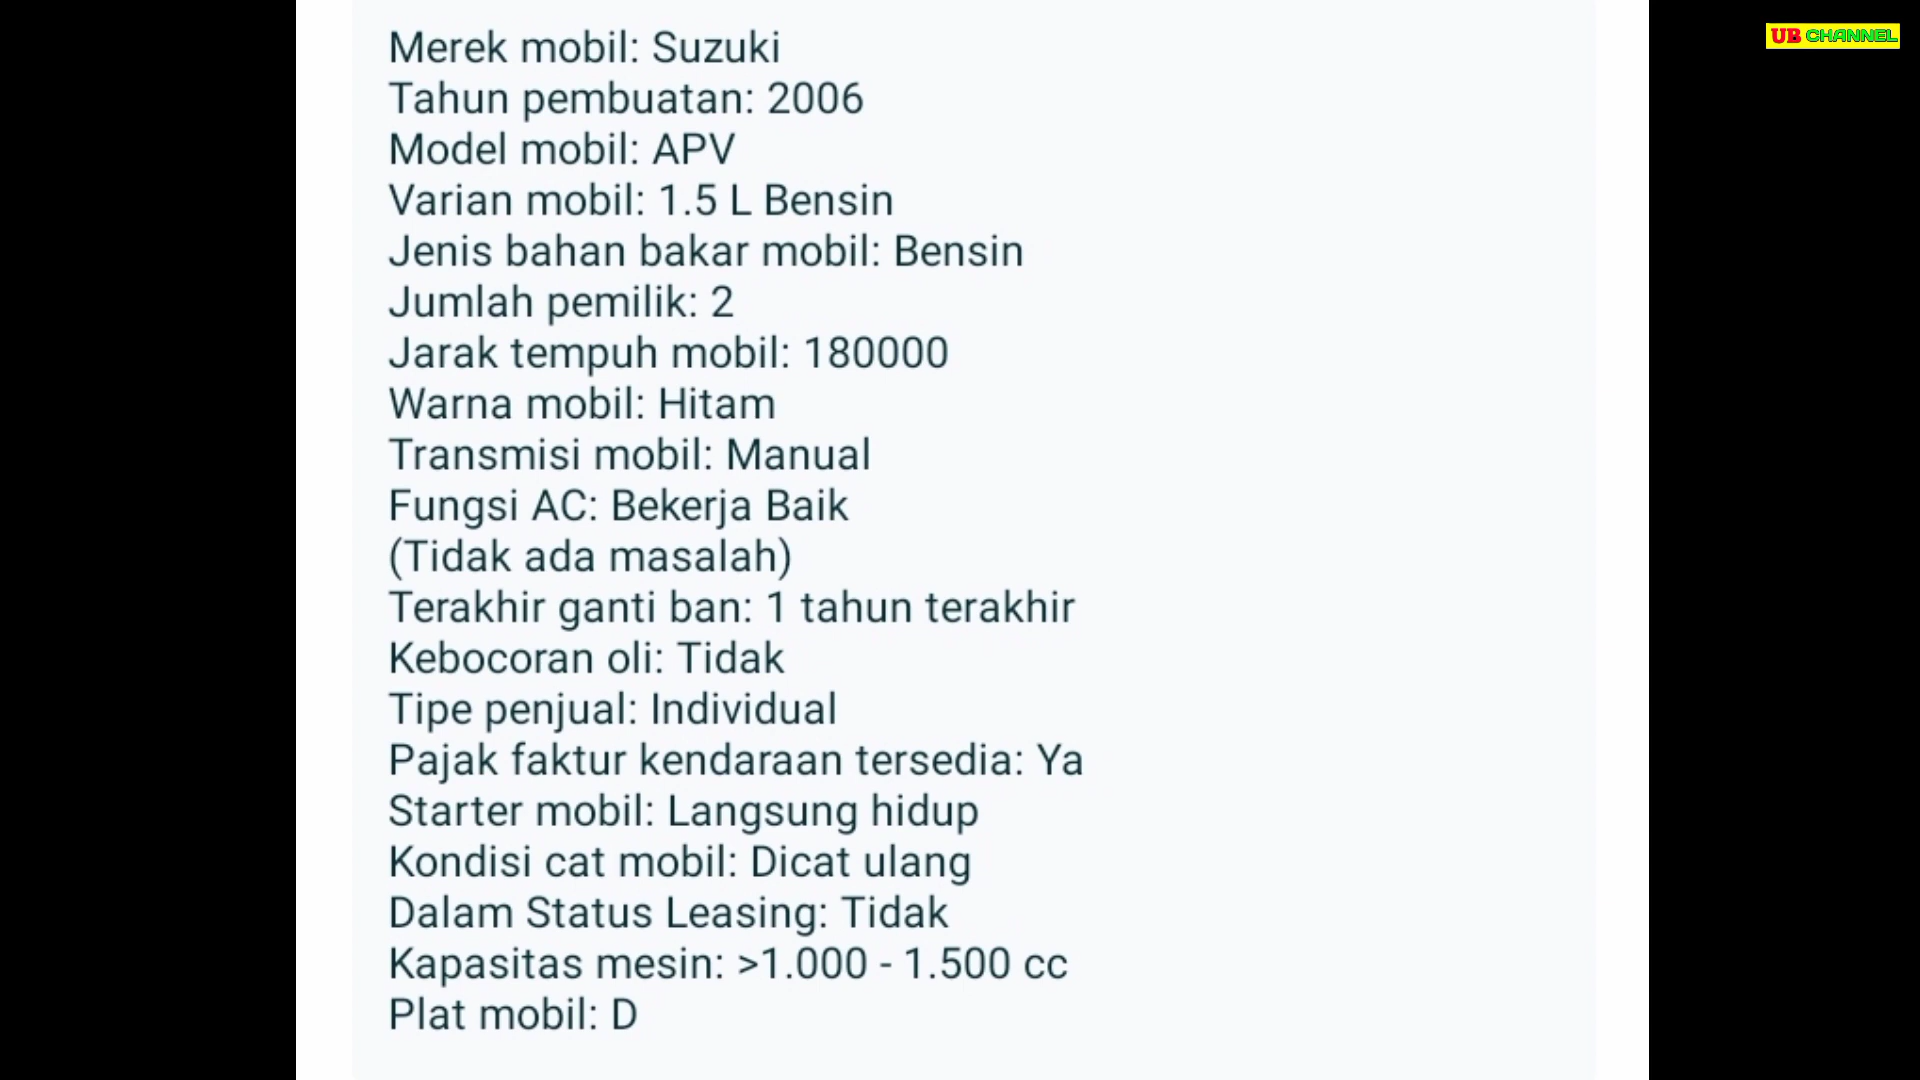 Merek mobil: Suzuki
Tahun pembuatan: 2006
Model mobil: APV
Varian mobil: 1.5 L Bensin
Jenis bahan bakar mobil: Bensin
Jumlah pemilik: 2
Jarak tempuh mobil: 180000
Warna mobil: Hitam
Transmisi mobil: Manual
Fungsi AC: Bekerja Baik
(Tidak ada masalah)
Terakhir ganti ban: 1 tahun terakhir
Kebocoran oli: Tidak
Tipe penjual: Individual
Pajak faktur kendaraan tersedia: Ya
Starter mobil: Langsung hidup
Kondisi cat mobil: Dicat ulang
Dalam Status Leasing: Tidak
Kapasitas mesin: >1.000 - 1.500 cc
Plat mobil: D
UB CHANNEL